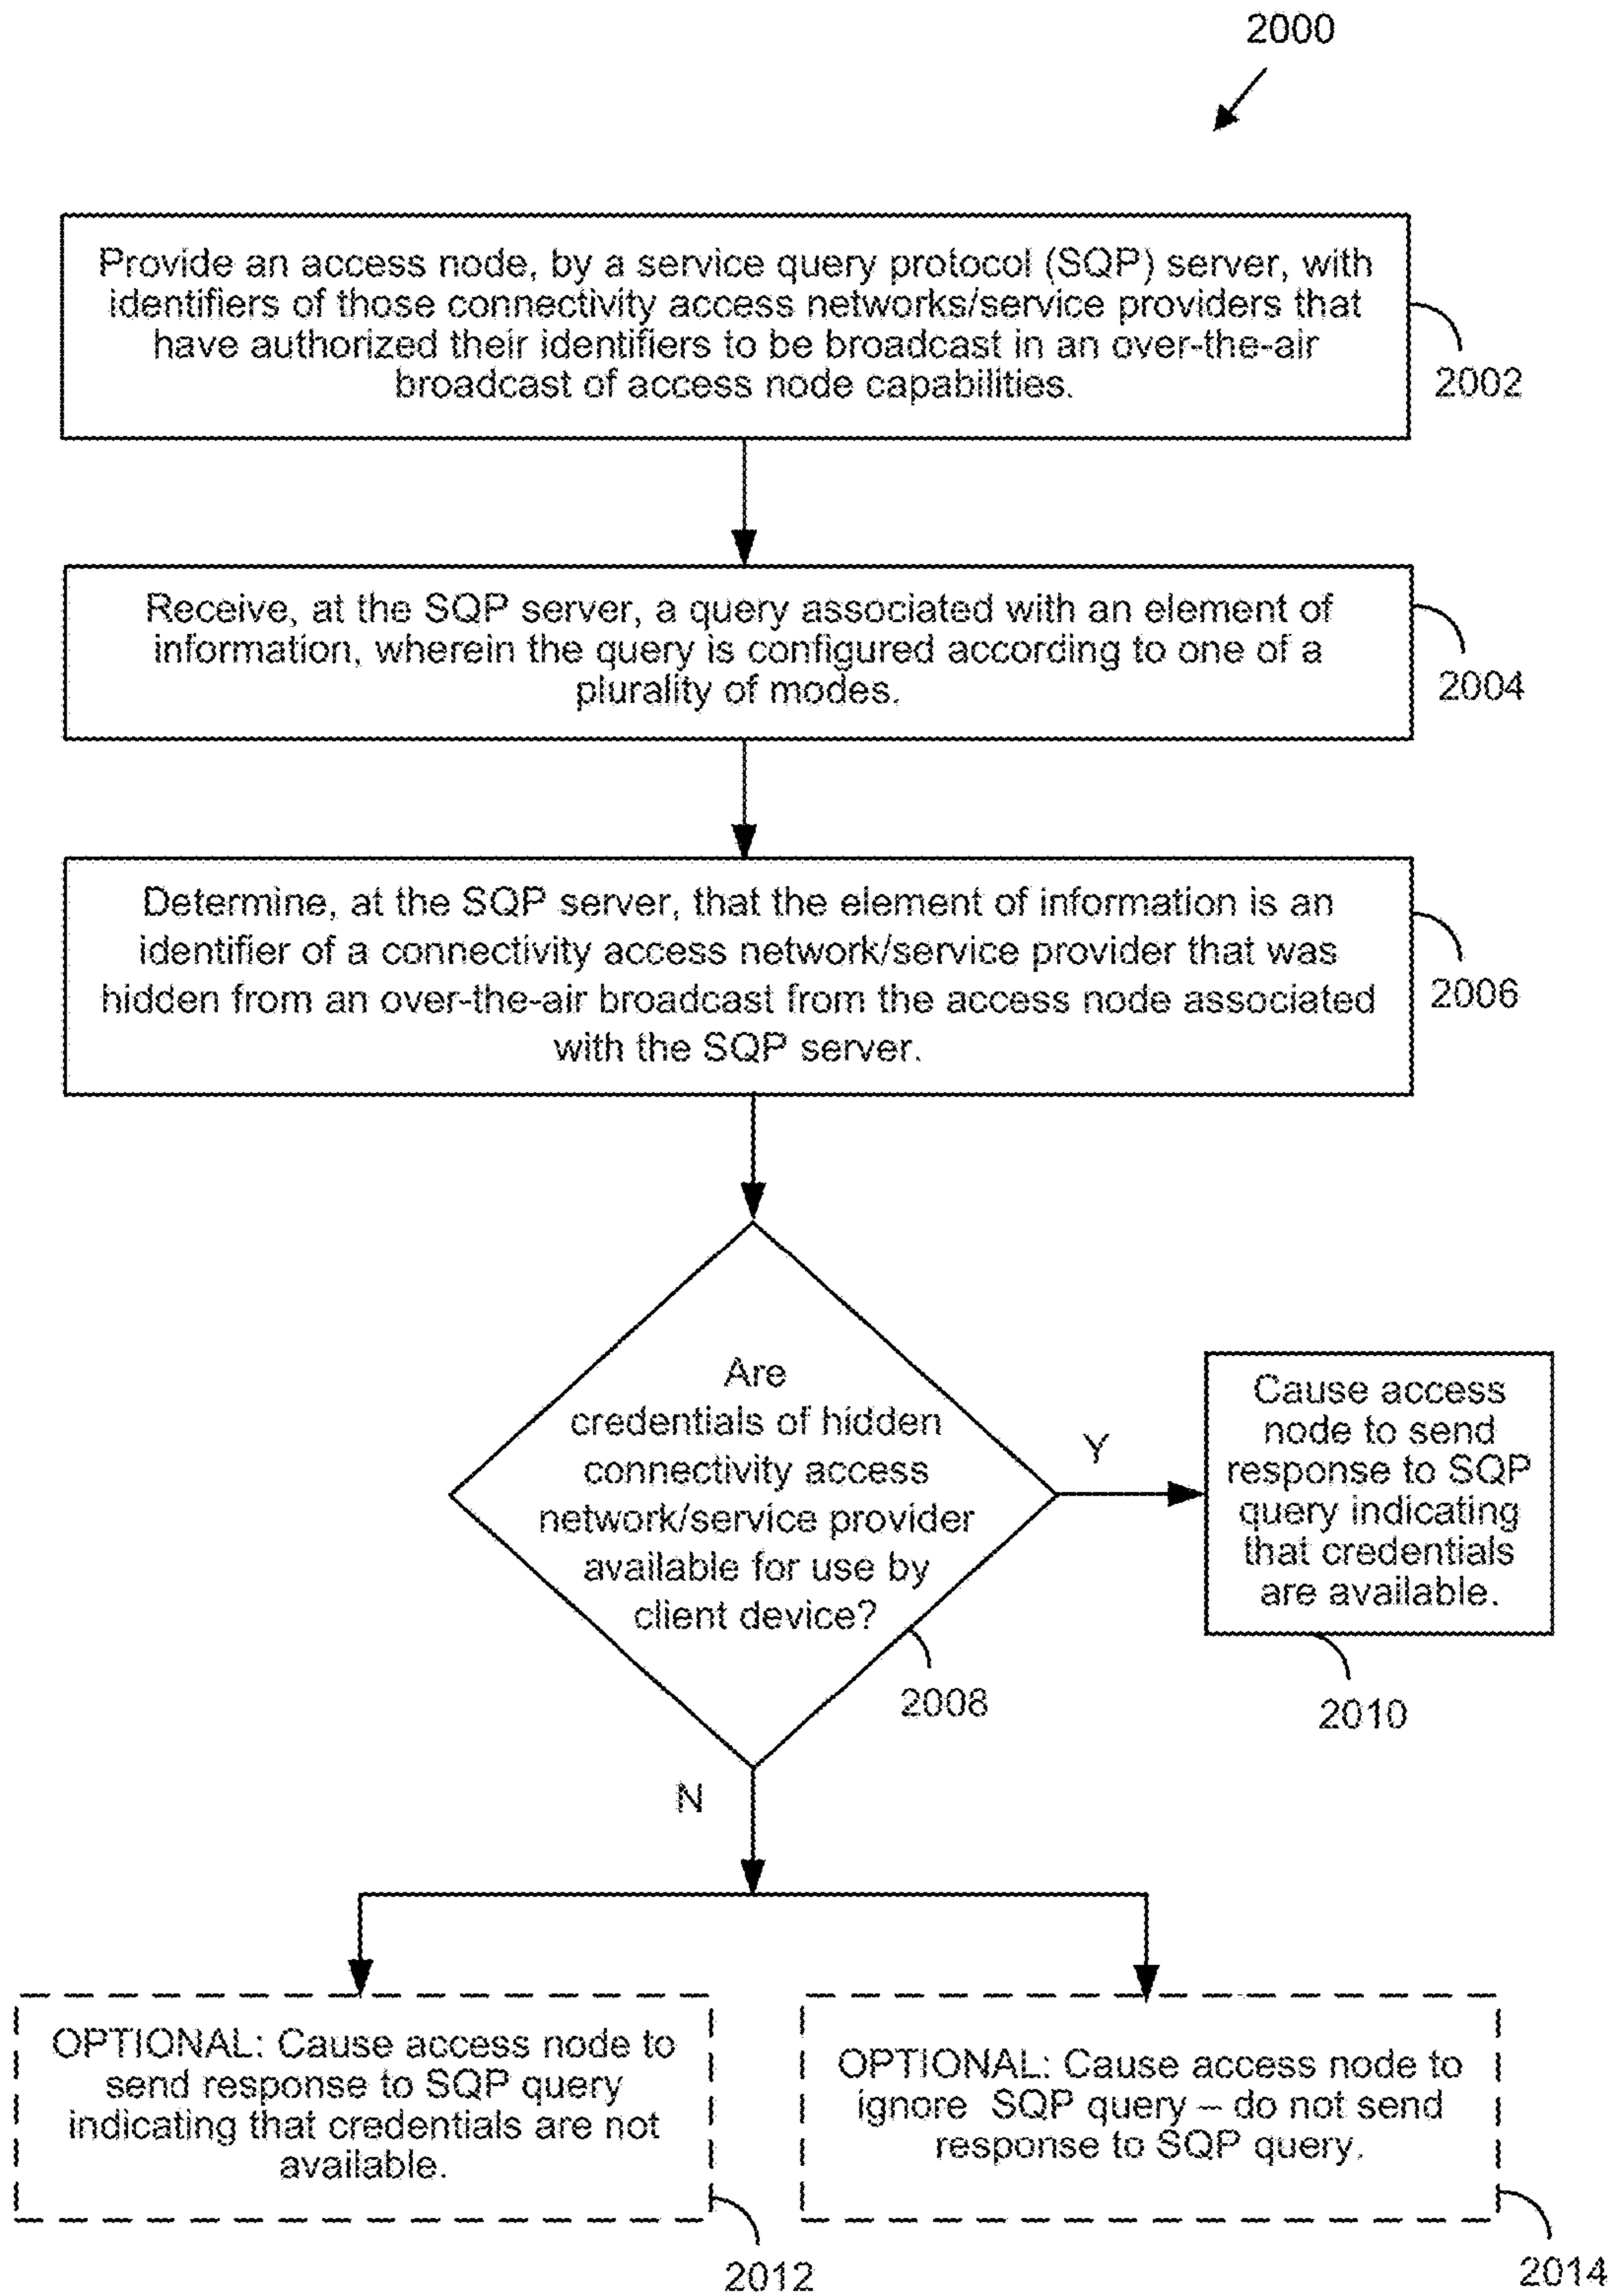 2000
Provide an access node, by a service query protocol (SQP) server, with
identifiers of those connectivity access networks/service providers that
have authorized their identifiers to be broadcast in an over-the-air
broadcast of access node capabilities.
2002
Receive, at the SQP server, a query associated with an element of
information, wherein the query is configured according to one of a
plurality of modes.
2004
Determine, at the SQP server, that the element of information is an
identifier of a connectivity access network/service provider that was
hidden from an over-the-air broadcast from the access node associated
with the SQP server.
2006
Are
credentials of hidden
connectivity access
network/service provider
available for use by
client device?
2008
Y
Cause access
node to send
response to SQP
query indicating
that credentials
are available.
2010
N
OPTIONAL: Cause access node to
send response to SQP query
indicating that credentials are not
available.
2012
OPTIONAL: Cause access node to
ignore SQP query – do not send
response to SQP query.
2014